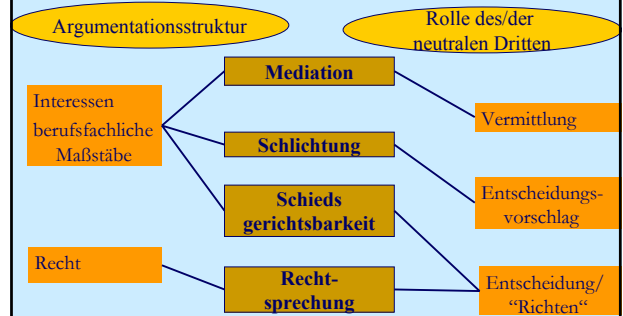 Argumentationsstruktur
Rolle des/der
neutralen Dritten
Mediation
Interessen
berufsfachliche
Maßstäbe
Vermittlung
Schlichtung
Entscheidungs-
vorschlag
Schieds
gerichtsbarkeit
Recht
Recht-
sprechung
Entscheidung/
“Richten“